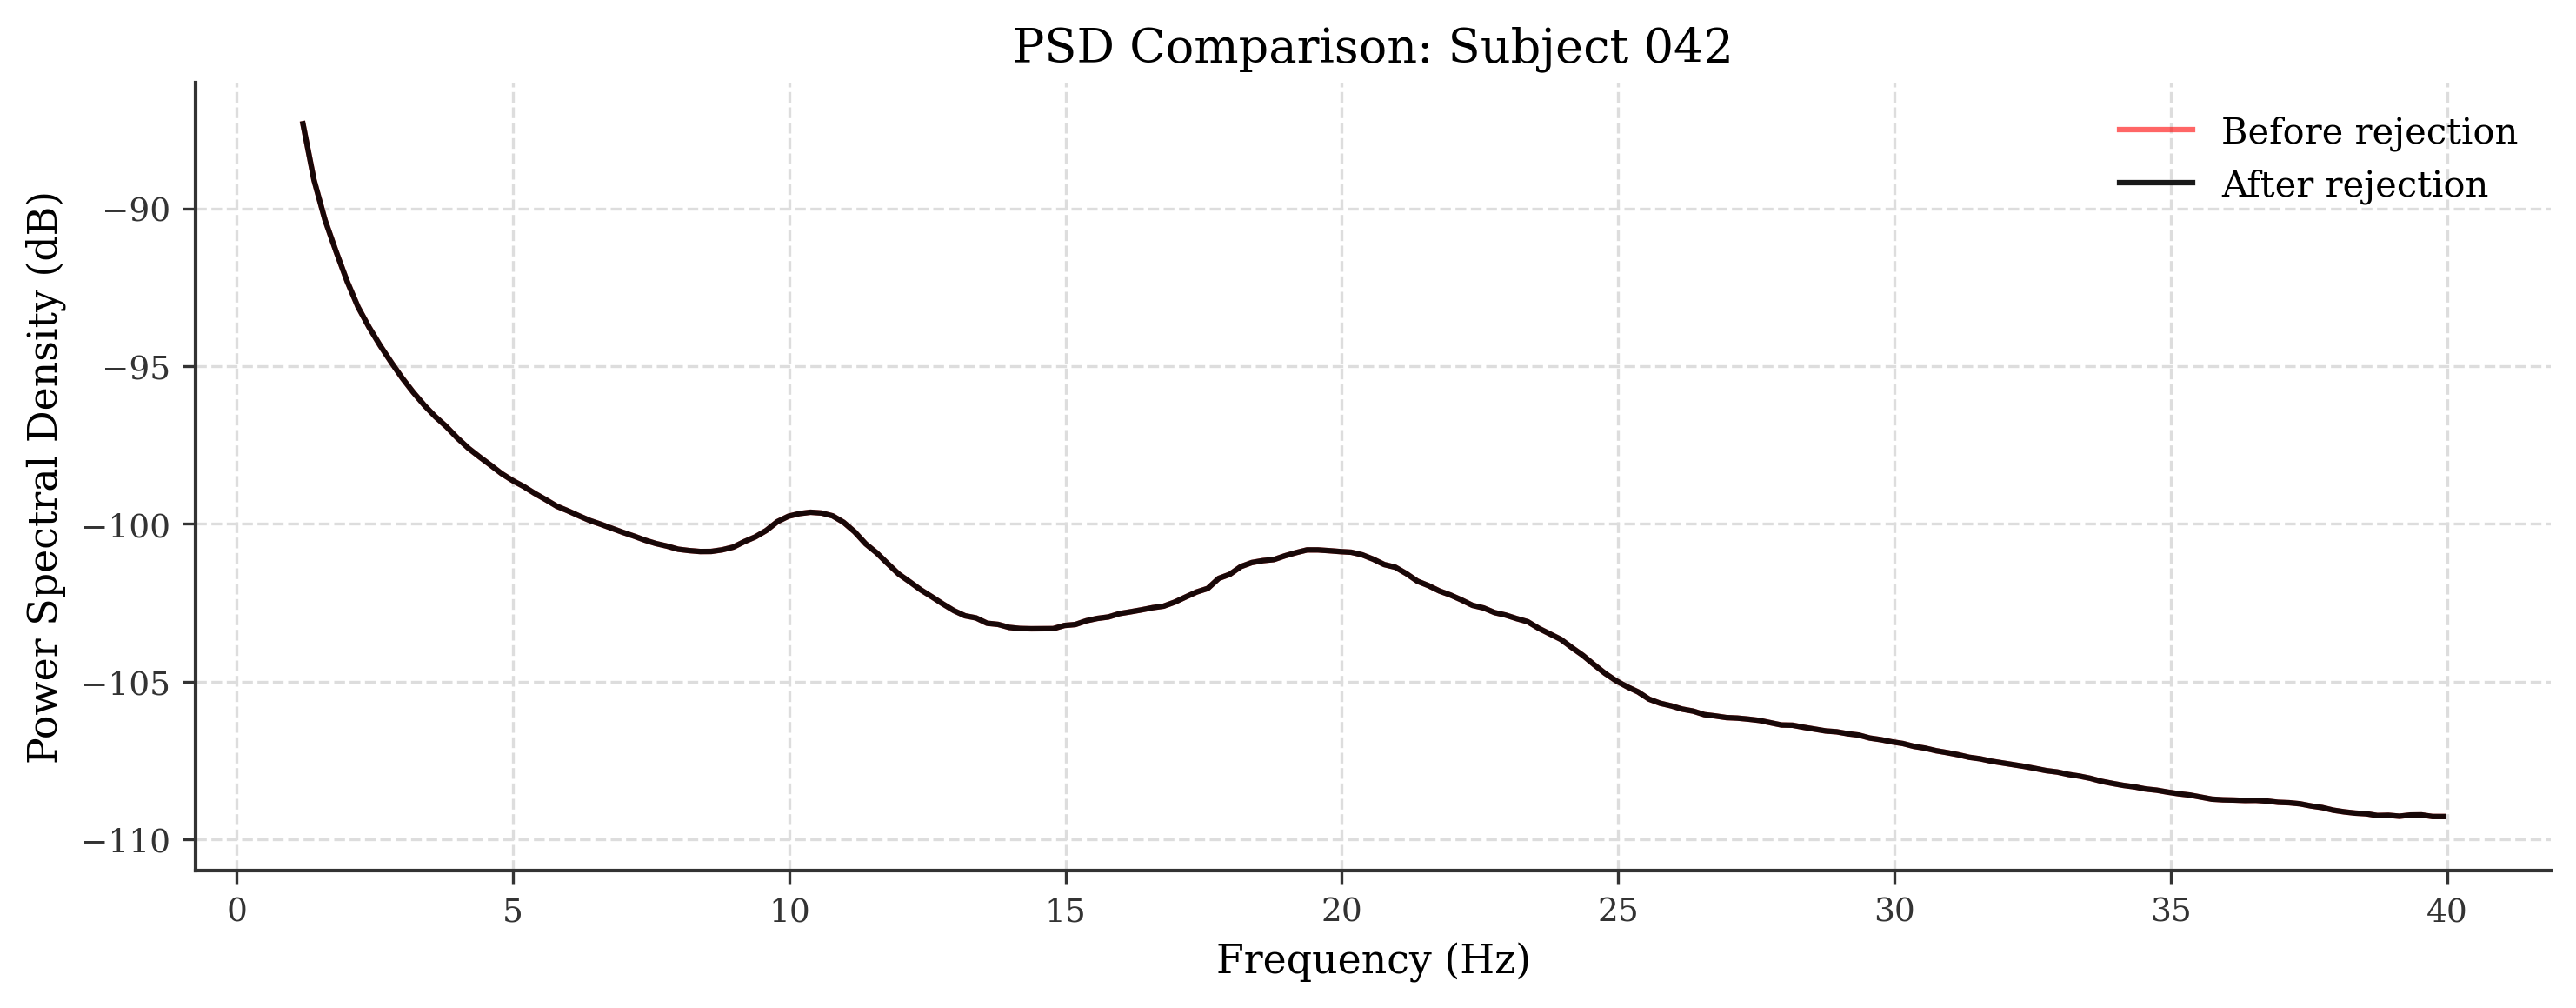 PSD Comparison: Subject 042
Before rejection
After rejection
Power Spectral Density (dB)
−90
−95
−100
−105
−110
0 5 10 15 20 25 30 35 40
Frequency (Hz)